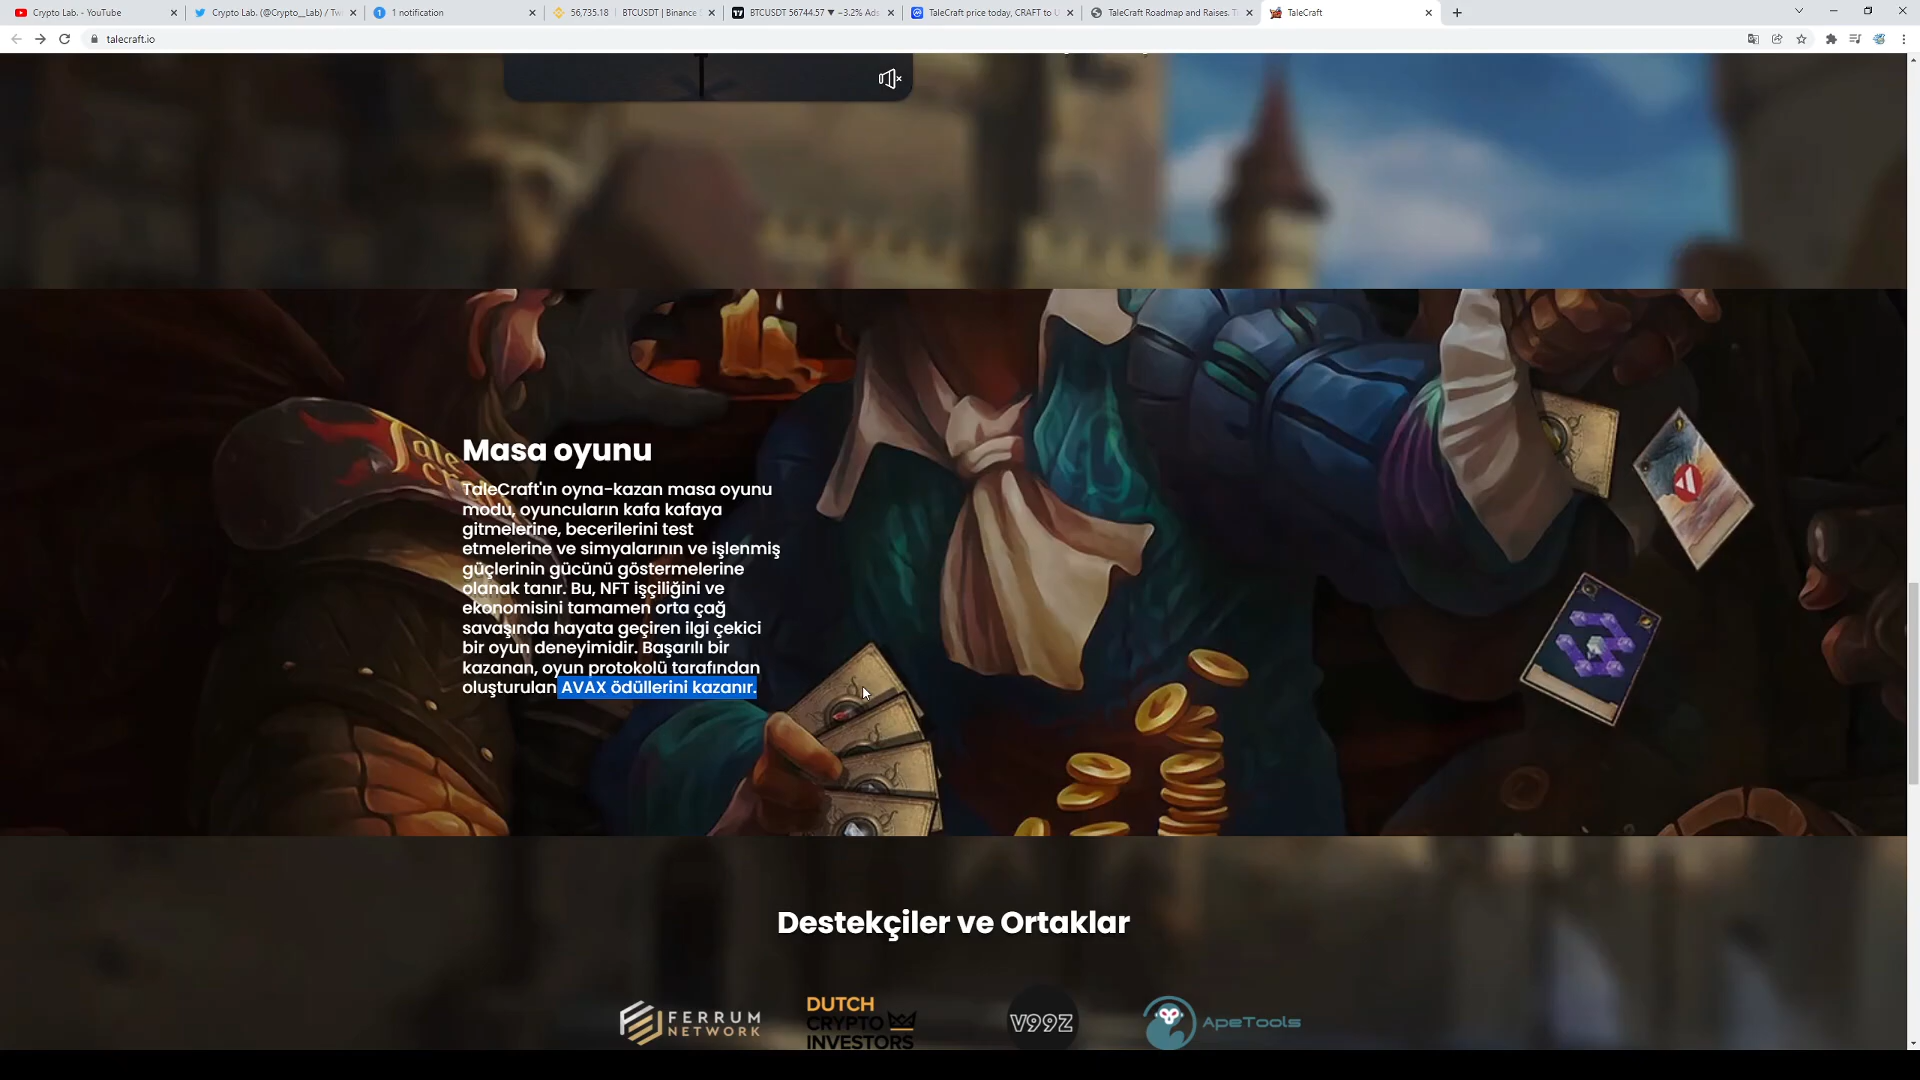 Crypto Lab. - YouTube
Crypto Lab. (@Crypto__Lab) / Tw
1
1 notification
56,735.18 | BTCUSDT | Binance
BTCUSDT 56744.57 ▼ −3.2% Ads
TaleCraft price today, CRAFT to U
TaleCraft Roadmap and Raises. T
TaleCraft
talecraft.io
Masa oyunu
TaleCraft'ın oyna-kazan masa oyunu
modu, oyuncuların kafa kafaya
gitmelerine, becerilerini test
etmelerine ve simyalarının ve işlenmiş
güçlerinin gücünü göstermelerine
olanak tanır. Bu, NFT işçiliğini ve
ekonomisini tamamen orta çağ
savaşında hayata geçiren ilgi çekici
bir oyun deneyimidir. Başarılı bir
kazanan, oyun protokolü tarafından
oluşturulan AVAX ödüllerini kazanır.
Destekçiler ve Ortaklar
FERRUM
NETWORK
DUTCH
CRYPTO
INVESTORS
V99Z
ApeTools